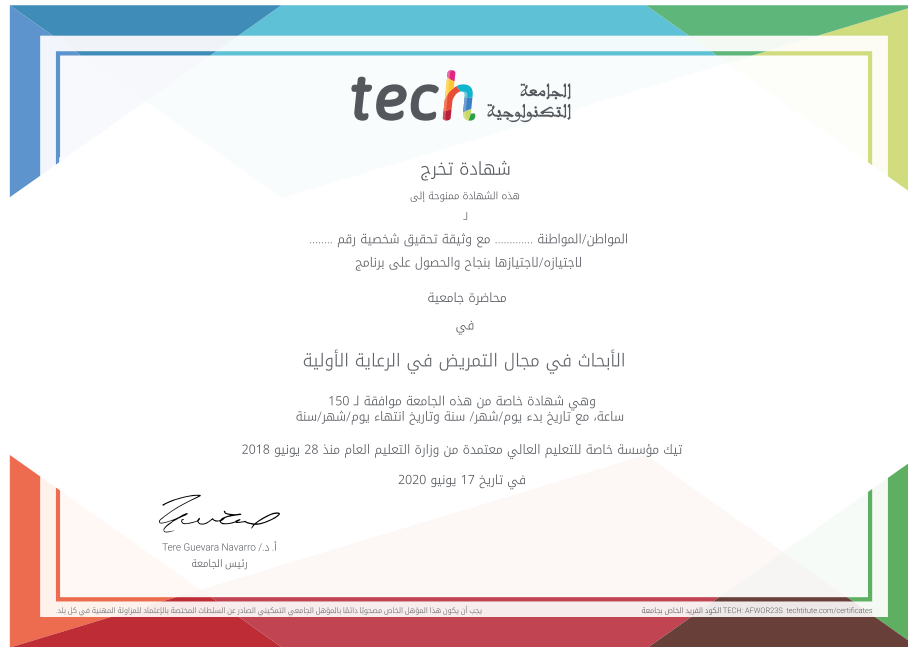 tech الجامعة
التكنولوجية
شهادة تخرج
هذه الشهادة ممنوحة إلى
لـ
المواطن/المواطنة ............. مع وثيقة تحقيق شخصية رقم ........
لاجتيازه/لاجتيازها بنجاح والحصول على برنامج
محاضرة جامعية
في
الأبحاث في مجال التمريض في الرعاية الأولية
وهي شهادة خاصة من هذه الجامعة موافقة لـ 150
ساعة، مع تاريخ بدء يوم/شهر/ سنة وتاريخ انتهاء يوم/شهر/سنة
تيك مؤسسة خاصة للتعليم العالي معتمدة من وزارة التعليم العام منذ 28 يونيو 2018
في تاريخ 17 يونيو 2020
أ. د./ Tere Guevara Navarro
رئيس الجامعة
الكود الفريد الخاص بجامعة TECH: AFWOR23S techtitute.com/certificates
يجب أن يكون هذا المؤهل الخاص مصحوبًا دائمًا بالمؤهل الجامعي التمكيني الصادر عن السلطات المختصة بالإعتماد للمزاولة المهنية في كل بلد.